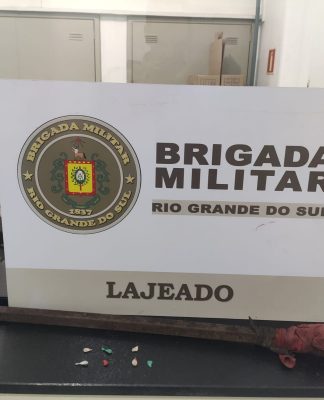 BRIGADA MILITAR
RIO GRANDE DO SUL
1837
BRIGADA
MILITAR
RIO GRANDE DO SUL
LAJEADO